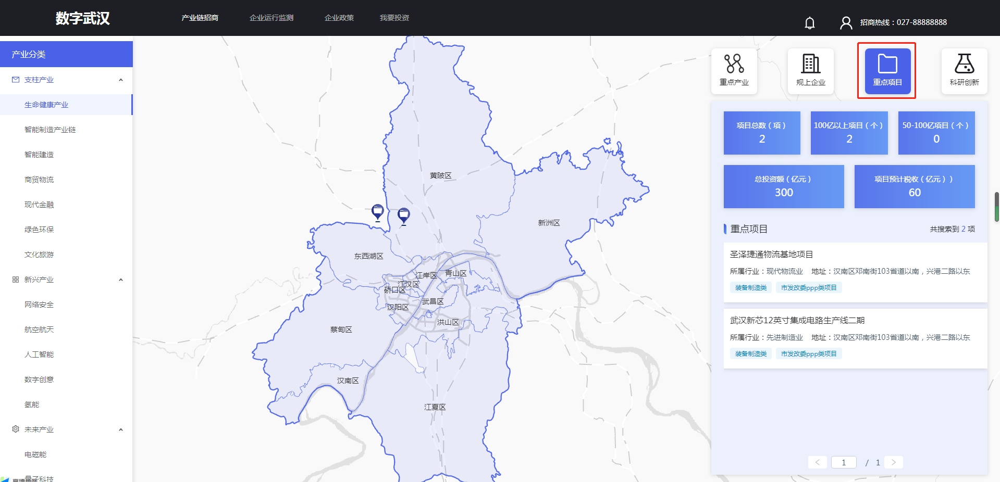 数字武汉
产业链招商
企业运行监测
企业政策
我要投资
招商热线：027-88888888
产业分类
支柱产业
生命健康产业
智能制造产业链
智能建造
商贸物流
现代金融
绿色环保
文化旅游
新兴产业
网络安全
航空航天
人工智能
数字创意
氢能
未来产业
电磁能
量子科技
黄陂区
新洲区
东西湖区
江岸区
青山区
江汉区
硚口区
武昌区
汉阳区
洪山区
蔡甸区
汉南区
江夏区
重点产业
规上企业
重点项目
科研创新
项目总数（项）
2
100亿以上项目（个）
2
50-100亿项目（个）
0
总投资额（亿元）
300
项目预计税收（亿元））
60
重点项目
共搜索到 2 项
圣泽捷通物流基地项目
所属行业：现代物流业 地址：汉南区邓南街103省道以南，兴港二路以东
装备制造类 市发改委ppp类项目
武汉新芯12英寸集成电路生产线二期
所属行业：先进制造业 地址：汉南区邓南街103省道以南，兴港二路以东
装备制造类 市发改委ppp类项目
< 1 / 1 >